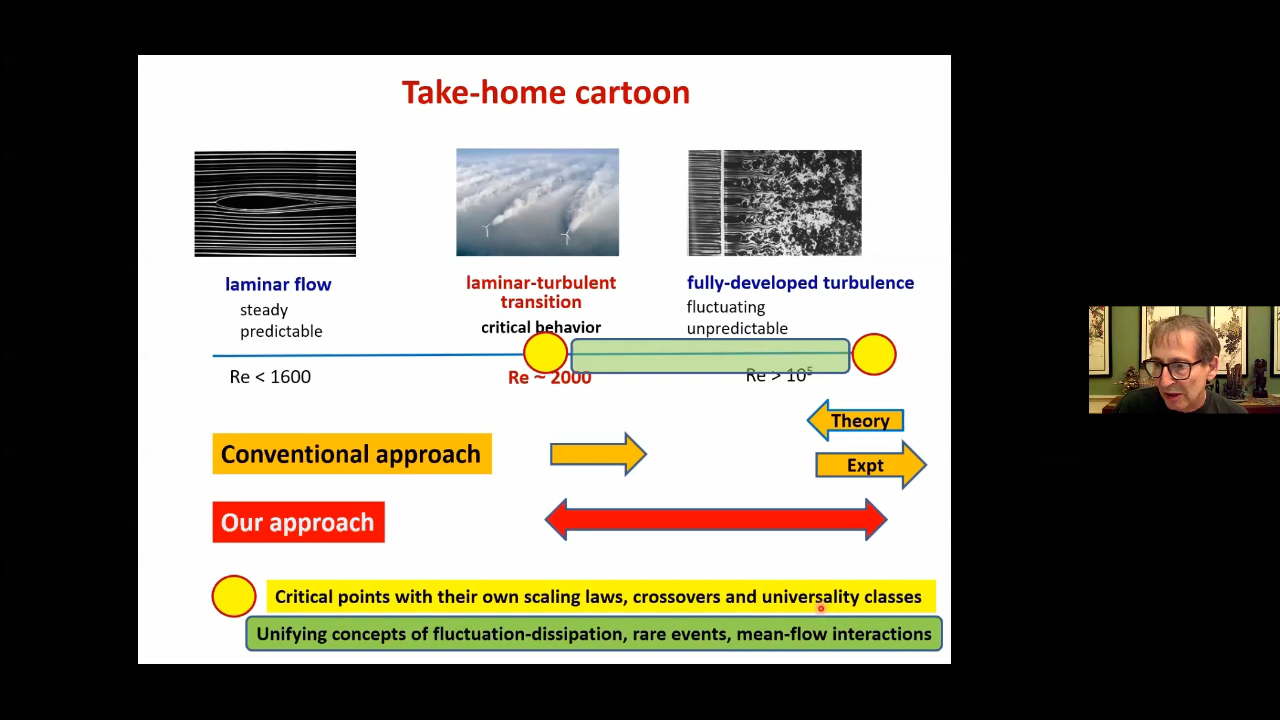 Take-home cartoon
laminar flow
steady
predictable
laminar-turbulent
transition
critical behavior
fully-developed turbulence
fluctuating
unpredictable
Re < 1600
Re ~ 2000
Re > 10⁵
Theory
Conventional approach
Expt
Our approach
Critical points with their own scaling laws, crossovers and universality classes
Unifying concepts of fluctuation-dissipation, rare events, mean-flow interactions